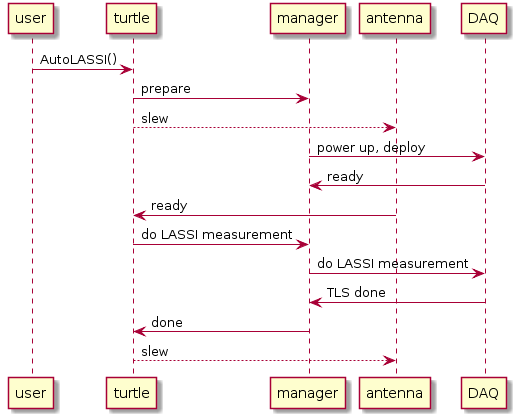 user turtle manager antenna DAQ
AutoLASSI()
prepare
slew
power up, deploy
ready
ready
do LASSI measurement
do LASSI measurement
TLS done
done
slew
user turtle manager antenna DAQ